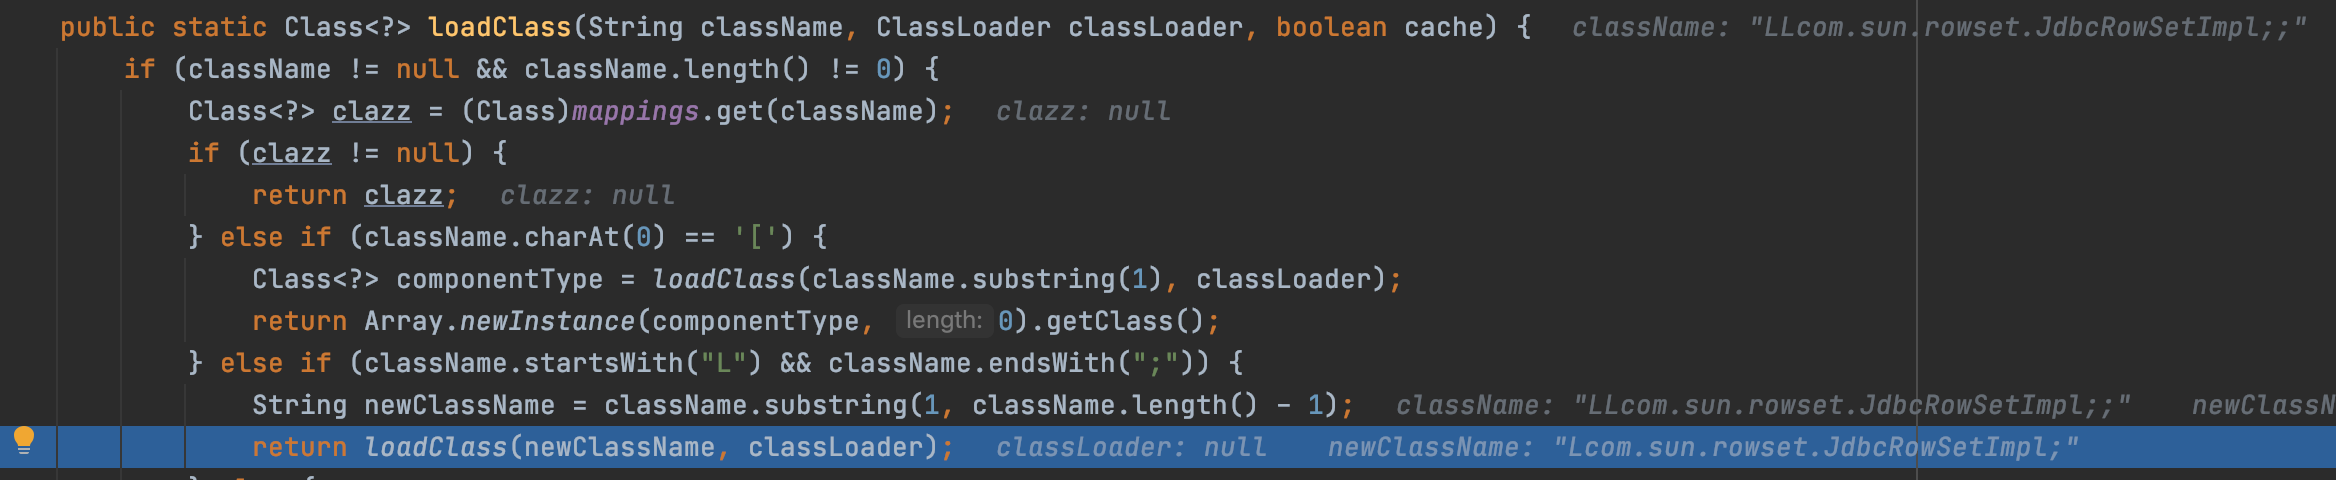 public static Class<?> loadClass(String className, ClassLoader classLoader, boolean cache) {   className: "LLcom.sun.rowset.JdbcRowSetImpl;;"
if (className != null && className.length() != 0) {
Class<?> clazz = (Class)mappings.get(className);   clazz: null
if (clazz != null) {
return clazz;   clazz: null
} else if (className.charAt(0) == '[') {
Class<?> componentType = loadClass(className.substring(1), classLoader);
return Array.newInstance(componentType, length: 0).getClass();
} else if (className.startsWith("L") && className.endsWith(";")) {
String newClassName = className.substring(1, className.length() - 1);   className: "LLcom.sun.rowset.JdbcRowSetImpl;;"   newClassN
return loadClass(newClassName, classLoader);   classLoader: null   newClassName: "Lcom.sun.rowset.JdbcRowSetImpl;"